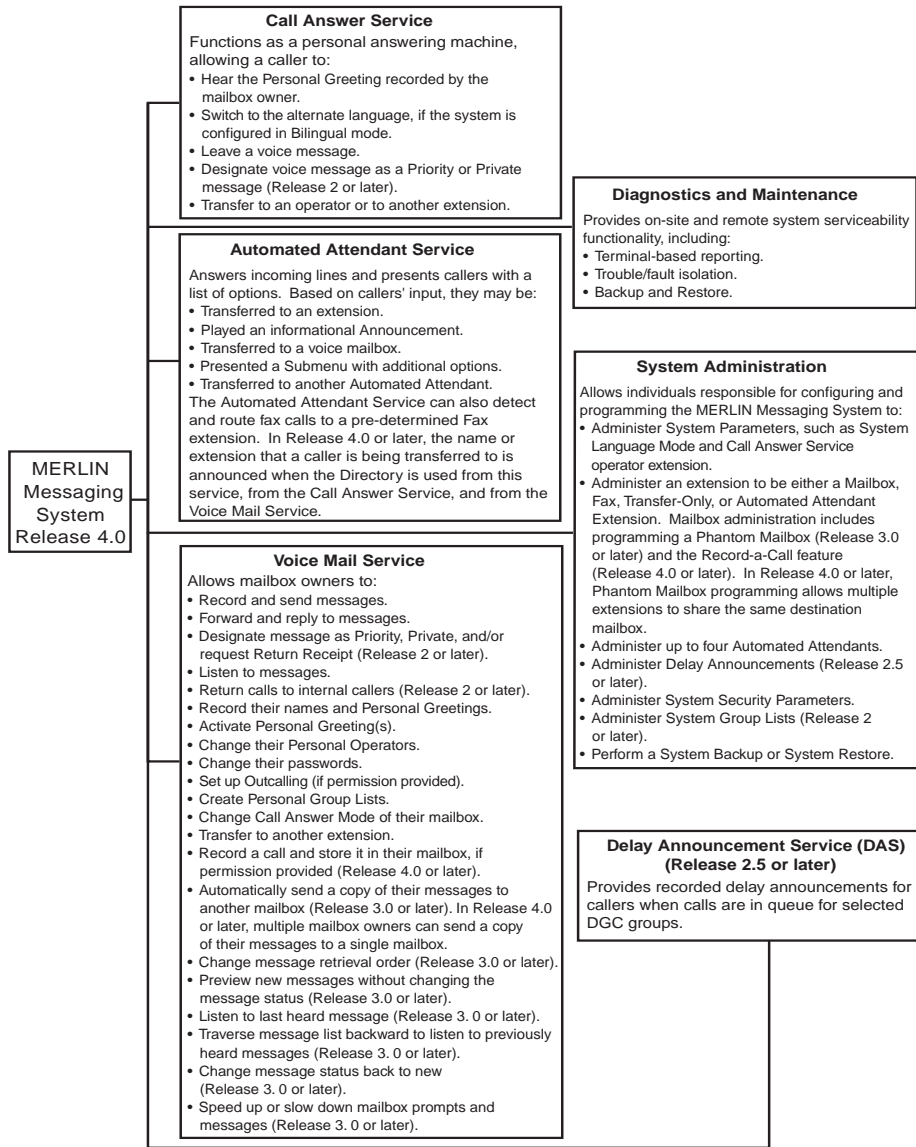 Call Answer Service
Functions as a personal answering machine,
allowing a caller to:
• Hear the Personal Greeting recorded by the
mailbox owner.
• Switch to the alternate language, if the system is
configured in Bilingual mode.
• Leave a voice message.
• Designate voice message as a Priority or Private
message (Release 2 or later).
• Transfer to an operator or to another extension.
Diagnostics and Maintenance
Provides on-site and remote system serviceability
functionality, including:
• Terminal-based reporting.
• Trouble/fault isolation.
• Backup and Restore.
Automated Attendant Service
Answers incoming lines and presents callers with a
list of options. Based on callers' input, they may be:
• Transferred to an extension.
• Played an informational Announcement.
• Transferred to a voice mailbox.
• Presented a Submenu with additional options.
• Transferred to another Automated Attendant.
The Automated Attendant Service can also detect
and route fax calls to a pre-determined Fax
extension. In Release 4.0 or later, the name or
extension that a caller is being transferred to is
announced when the Directory is used from this
service, from the Call Answer Service, and from the
Voice Mail Service.
System Administration
Allows individuals responsible for configuring and
programming the MERLIN Messaging System to:
• Administer System Parameters, such as System
Language Mode and Call Answer Service
operator extension.
• Administer an extension to be either a Mailbox,
Fax, Transfer-Only, or Automated Attendant
Extension. Mailbox administration includes
programming a Phantom Mailbox (Release 3.0
or later) and the Record-a-Call feature
(Release 4.0 or later). In Release 4.0 or later,
Phantom Mailbox programming allows multiple
extensions to share the same destination
mailbox.
• Administer up to four Automated Attendants.
• Administer Delay Announcements (Release 2.5
or later).
• Administer System Security Parameters.
• Administer System Group Lists (Release 2
or later).
• Perform a System Backup or System Restore.
MERLIN
Messaging
System
Release 4.0
Voice Mail Service
Allows mailbox owners to:
• Record and send messages.
• Forward and reply to messages.
• Designate message as Priority, Private, and/or
request Return Receipt (Release 2 or later).
• Listen to messages.
• Return calls to internal callers (Release 2 or later).
• Record their names and Personal Greetings.
• Activate Personal Greeting(s).
• Change their Personal Operators.
• Change their passwords.
• Set up Outcalling (if permission provided).
• Create Personal Group Lists.
• Change Call Answer Mode of their mailbox.
• Transfer to another extension.
• Record a call and store it in their mailbox, if
permission provided (Release 4.0 or later).
• Automatically send a copy of their messages to
another mailbox (Release 3.0 or later). In Release 4.0
or later, multiple mailbox owners can send a copy
of their messages to a single mailbox.
• Change message retrieval order (Release 3.0 or later).
• Preview new messages without changing the
message status (Release 3.0 or later).
• Listen to last heard message (Release 3. 0 or later).
• Traverse message list backward to listen to previously
heard messages (Release 3. 0 or later).
• Change message status back to new
(Release 3. 0 or later).
• Speed up or slow down mailbox prompts and
messages (Release 3. 0 or later).
Delay Announcement Service (DAS)
(Release 2.5 or later)
Provides recorded delay announcements for
callers when calls are in queue for selected
DGC groups.